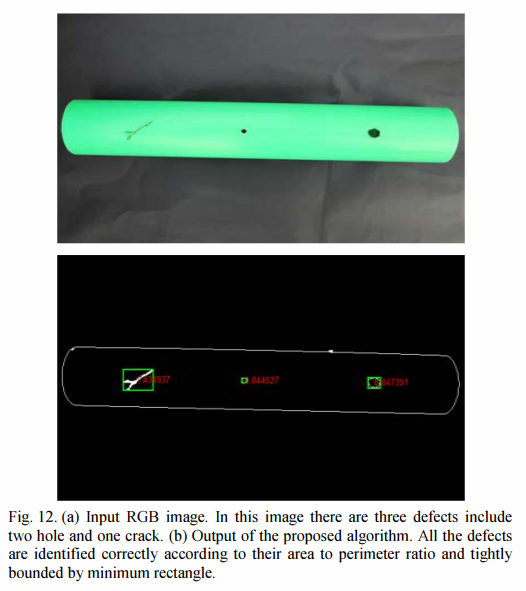 844527
Fig. 12. (a) Input RGB image. In this image there are three defects include
two hole and one crack. (b) Output of the proposed algorithm. All the defects
are identified correctly according to their area to perimeter ratio and tightly
bounded by minimum rectangle.